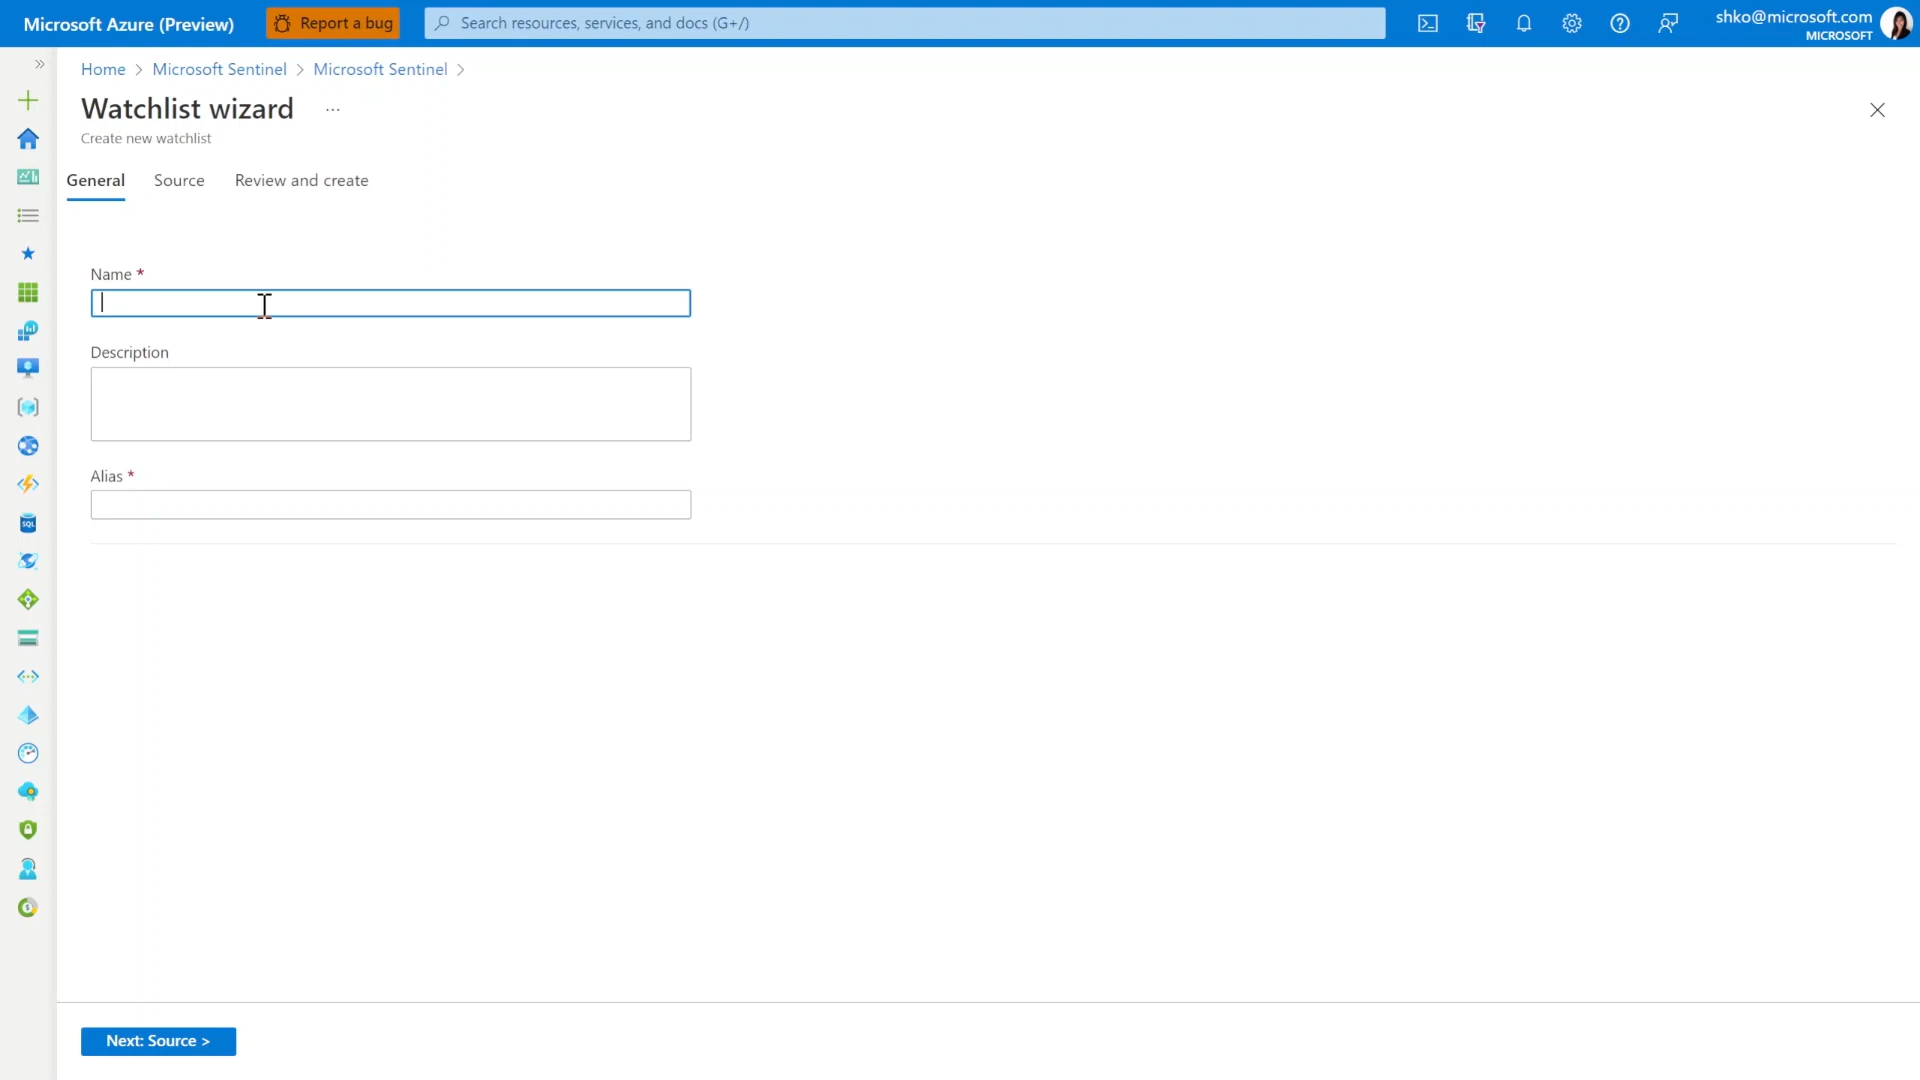 Microsoft Azure (Preview)
Report a bug
Search resources, services, and docs (G+/)
shko@microsoft.com
MICROSOFT
Home > Microsoft Sentinel > Microsoft Sentinel >
Watchlist wizard ...
Create new watchlist
General Source Review and create
Name *
Description
Alias *
SQL
Next: Source >